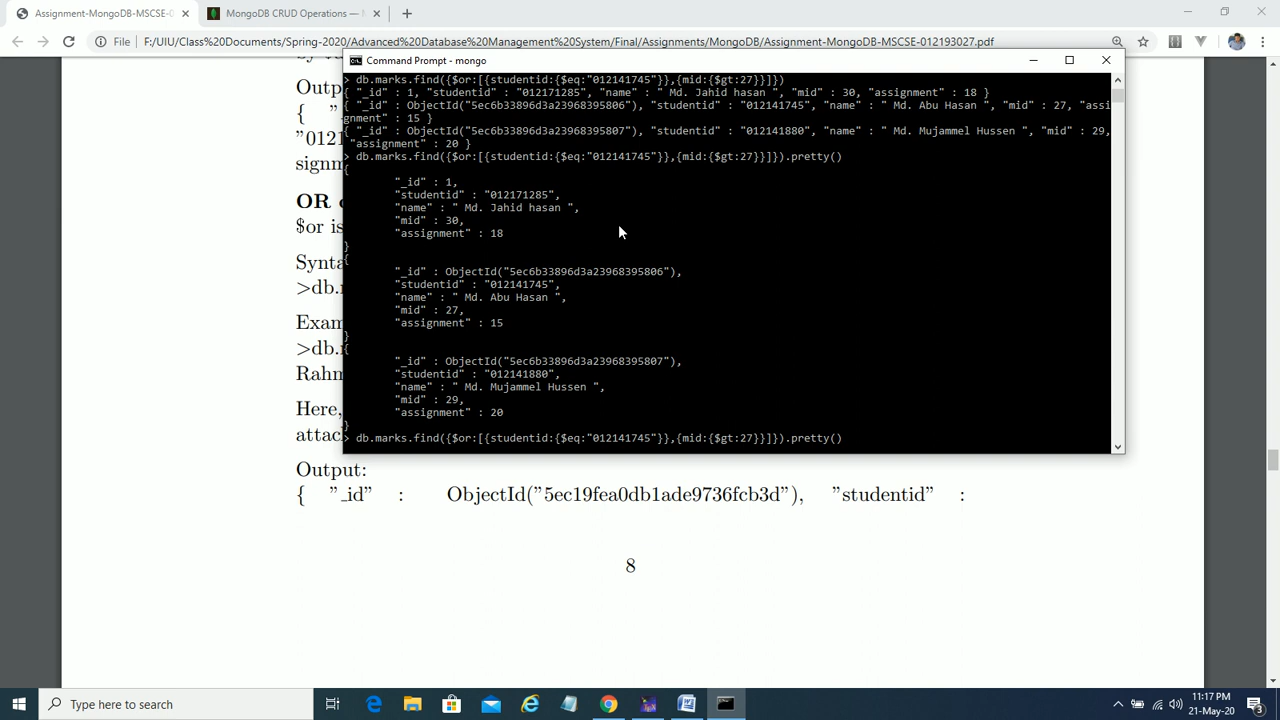 Assignment-MongoDB-MSCSE-0
MongoDB CRUD Operations — M
File
F:/UIU/Class%20Documents/Spring-2020/Advanced%20Database%20Management%20System/Final/Assignments/MongoDB/Assignment-MongoDB-MSCSE-012193027.pdf
Command Prompt - mongo
> db.marks.find({$or:[{studentid:{$eq:"012141745"}},{mid:{$gt:27}}]})
{ "_id" : 1, "studentid" : "012171285", "name" : " Md. Jahid hasan ", "mid" : 30, "assignment" : 18 }
{ "_id" : ObjectId("5ec6b33896d3a23968395806"), "studentid" : "012141745", "name" : " Md. Abu Hasan ", "mid" : 27, "assi
gnment" : 15 }
{ "_id" : ObjectId("5ec6b33896d3a23968395807"), "studentid" : "012141880", "name" : " Md. Mujammel Hussen ", "mid" : 29,
"assignment" : 20 }
> db.marks.find({$or:[{studentid:{$eq:"012141745"}},{mid:{$gt:27}}]}).pretty()
{
"_id" : 1,
"studentid" : "012171285",
"name" : " Md. Jahid hasan ",
"mid" : 30,
"assignment" : 18
}
{
"_id" : ObjectId("5ec6b33896d3a23968395806"),
"studentid" : "012141745",
"name" : " Md. Abu Hasan ",
"mid" : 27,
"assignment" : 15
}
{
"_id" : ObjectId("5ec6b33896d3a23968395807"),
"studentid" : "012141880",
"name" : " Md. Mujammel Hussen ",
"mid" : 29,
"assignment" : 20
}
> db.marks.find({$or:[{studentid:{$eq:"012141745"}},{mid:{$gt:27}}]}).pretty()
Outp
{ "
"0121
signm
OR
$or is
Synta
>db.
Exam
>db.
Rahm
Here,
attac
Output:
{ "_id" : ObjectId("5ec19fea0db1ade9736fcb3d"), "studentid" :
8
Type here to search
11:17 PM
21-May-20
3